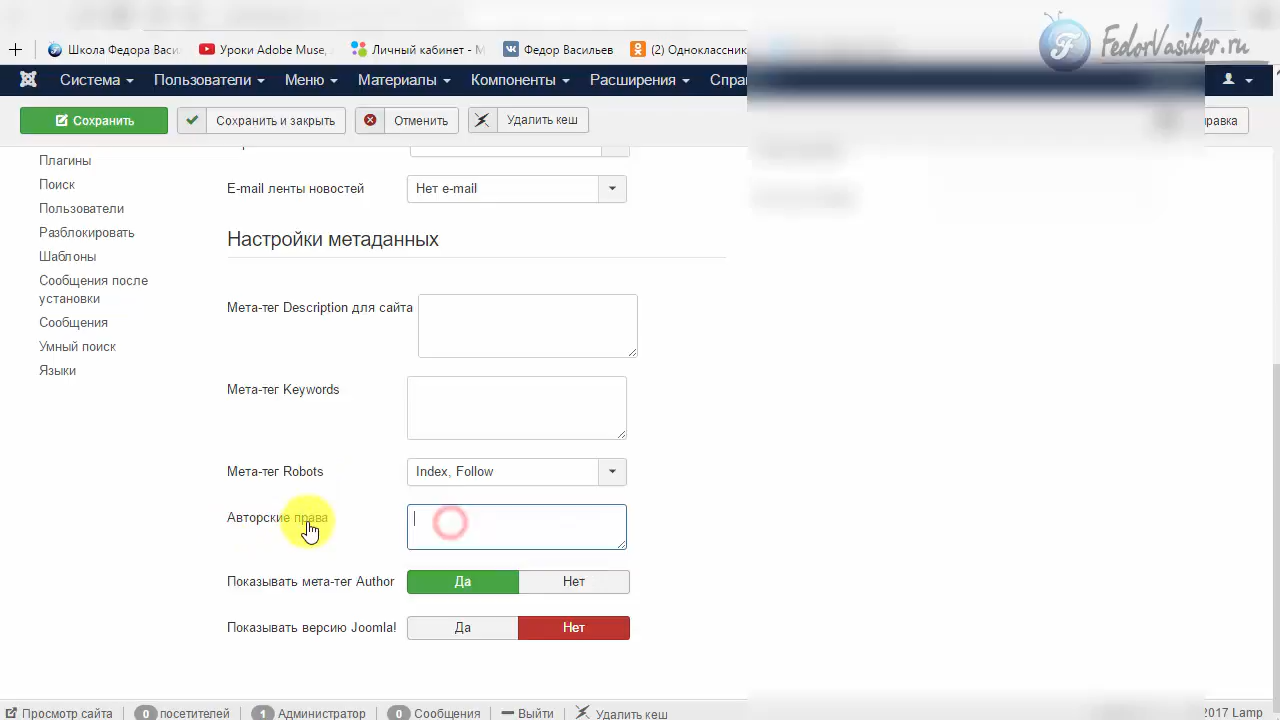 FedorVasilier.ru
Школа Федора Васи
Уроки Adobe Muse,
Личный кабинет - М
Федор Васильев
(2) Одноклассник
Система
Пользователи
Меню
Материалы
Компоненты
Расширения
Спра
Сохранить
Сохранить и закрыть
Отменить
Удалить кеш
равка
Плагины
Поиск
Пользователи
Разблокировать
Шаблоны
Сообщения после
установки
Сообщения
Умный поиск
Языки
E-mail ленты новостей
Нет e-mail
Настройки метаданных
Мета-тег Description для сайта
Мета-тег Keywords
Мета-тег Robots
Index, Follow
Авторские права
Показывать мета-тег Author
Да
Нет
Показывать версию Joomla!
Да
Нет
Просмотр сайта
0 посетителей
1 Администратор
0 Сообщения
Выйти
Удалить кеш
2017 Lamp